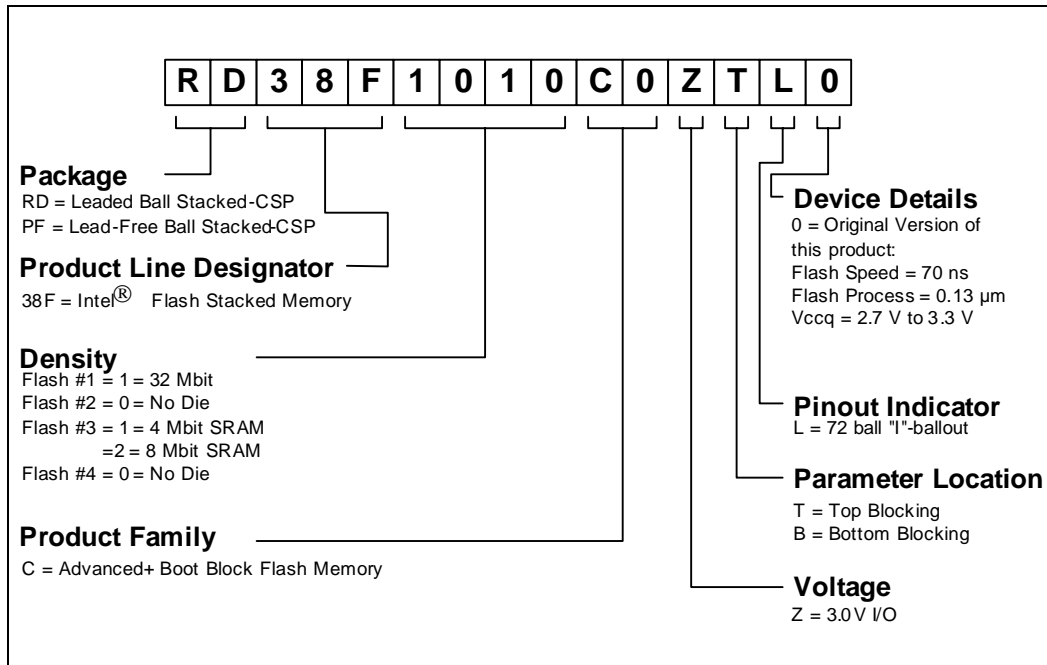 R D 3 8 F 1 0 1 0 C 0 Z T L 0
Package
RD = Leaded Ball Stacked-CSP
PF = Lead-Free Ball Stacked-CSP
Product Line Designator
38F = Intel® Flash Stacked Memory
Density
Flash #1 = 1 = 32 Mbit
Flash #2 = 0 = No Die
Flash #3 = 1 = 4 Mbit SRAM
=2 = 8 Mbit SRAM
Flash #4 = 0 = No Die
Product Family
C = Advanced+ Boot Block Flash Memory
Device Details
0 = Original Version of
this product:
Flash Speed = 70 ns
Flash Process = 0.13 µm
Vccq = 2.7 V to 3.3 V
Pinout Indicator
L = 72 ball "I"-ballout
Parameter Location
T = Top Blocking
B = Bottom Blocking
Voltage
Z = 3.0 V I/O